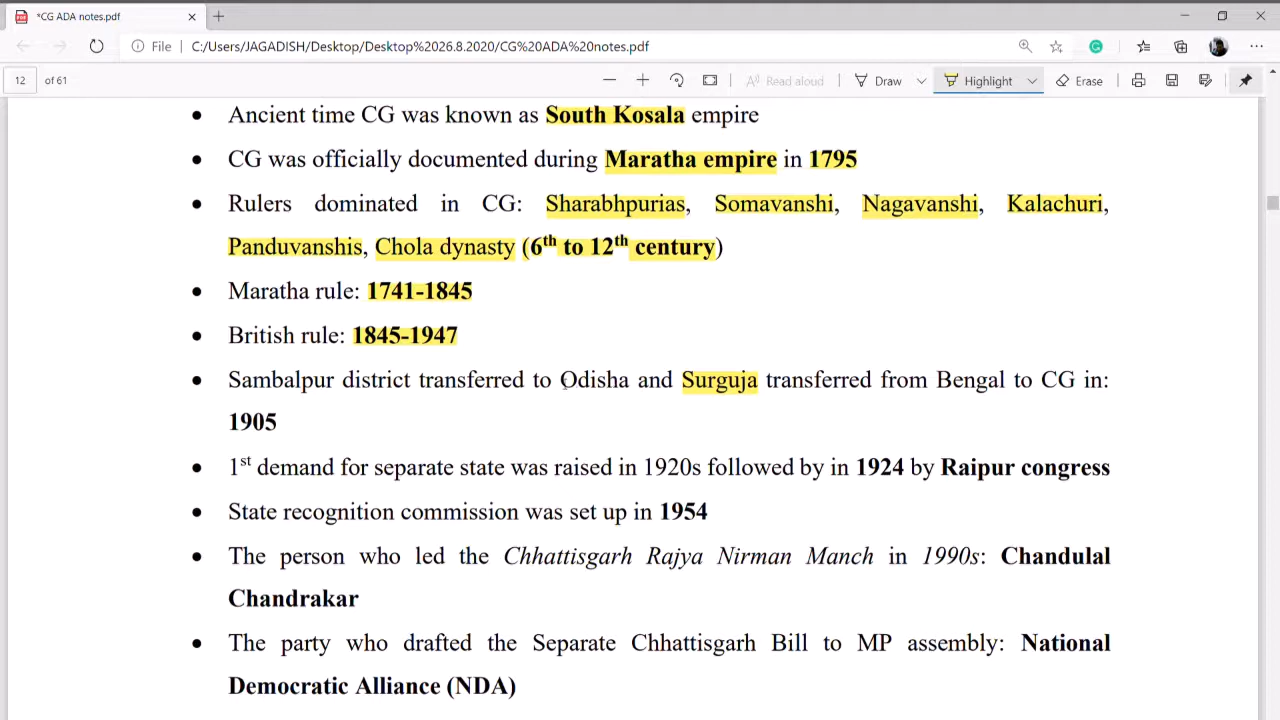 *CG ADA notes.pdf
File | C:/Users/JAGADISH/Desktop/Desktop%2026.8.2020/CG%20ADA%20notes.pdf
12 of 61 Read aloud Draw Highlight Erase
• Ancient time CG was known as South Kosala empire
• CG was officially documented during Maratha empire in 1795
• Rulers dominated in CG: Sharabhpurias, Somavanshi, Nagavanshi, Kalachuri,
Panduvanshis, Chola dynasty (6th to 12th century)
• Maratha rule: 1741-1845
• British rule: 1845-1947
• Sambalpur district transferred to Odisha and Surguja transferred from Bengal to CG in:
1905
• 1st demand for separate state was raised in 1920s followed by in 1924 by Raipur congress
• State recognition commission was set up in 1954
• The person who led the Chhattisgarh Rajya Nirman Manch in 1990s: Chandulal
Chandrakar
• The party who drafted the Separate Chhattisgarh Bill to MP assembly: National
Democratic Alliance (NDA)